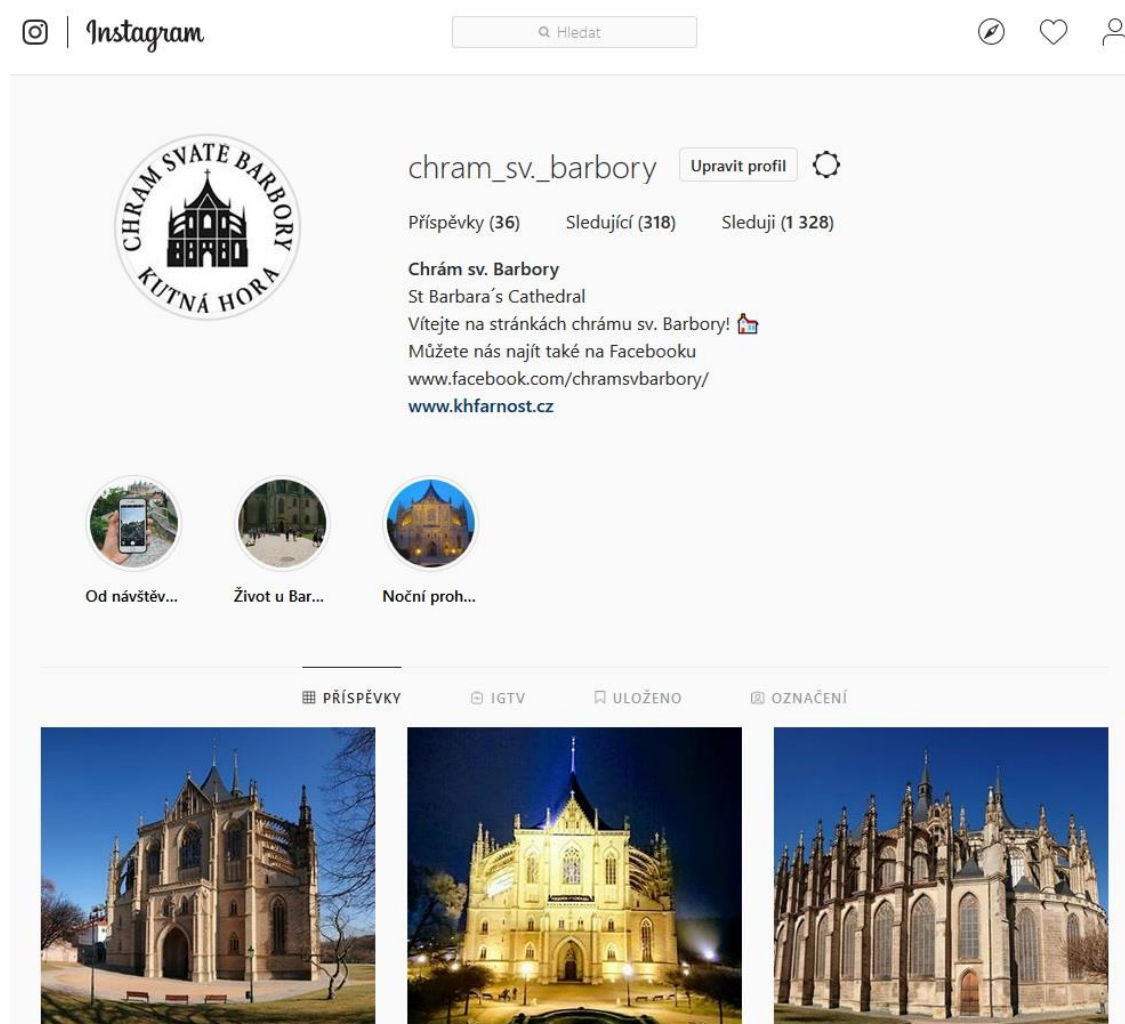 Instagram
Hledat
CHRAM SVATÉ BARBORY
KUTNÁ HORA
chram_sv._barbory Upravit profil
Příspěvky (36) Sledující (318) Sleduji (1 328)
Chrám sv. Barbory
St Barbara´s Cathedral
Vítejte na stránkách chrámu sv. Barbory!
Můžete nás najít také na Facebooku
www.facebook.com/chramsvbarbory/
www.khfarnost.cz
Od návštěv... Život u Bar... Noční proh...
PŘÍSPĚVKY IGTV ULOŽENO OZNAČENÍ